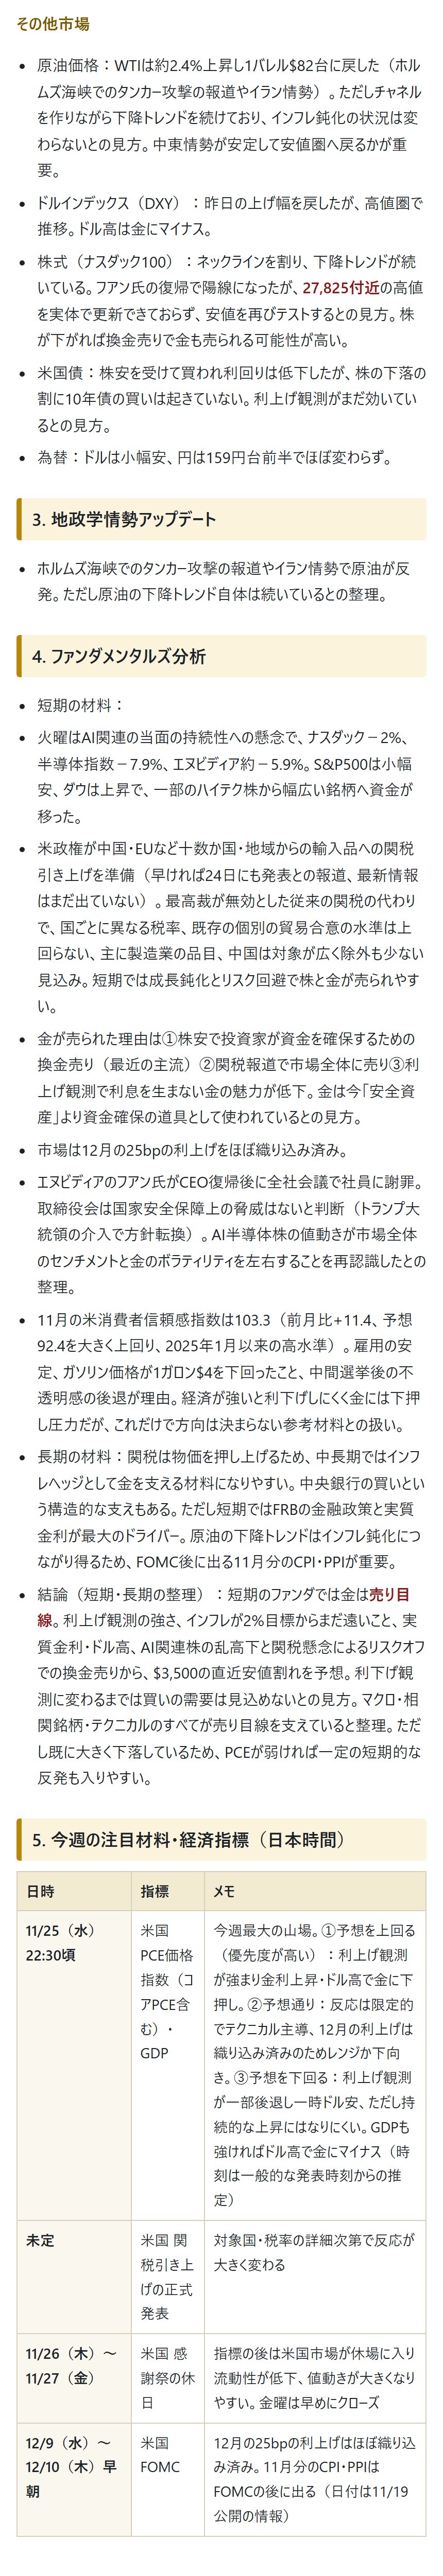 その他市場
原油価格：WTIは約2.4%上昇し1バレル$82台に戻した（ホル
ムズ海峡でのタンカー攻撃の報道やイラン情勢）。ただしチャネル
を作りながら下降トレンドを続けており、インフレ鈍化の状況は変
わらないとの見方。中東情勢が安定して安値圏へ戻るかが重
要。
ドルインデックス（DXY）：昨日の上げ幅を戻したが、高値圏で
推移。ドル高は金にマイナス。
株式（ナスダック100）：ネックラインを割り、下降トレンドが続
いている。フアン氏の復帰で陽線になったが、27,825付近の高値
を実体で更新できておらず、安値を再びテストするとの見方。株
が下がれば換金売りで金も売られる可能性が高い。
米国債：株安を受けて買われ利回りは低下したが、株の下落の
割に10年債の買いは起きていない。利上げ観測がまだ効いてい
るとの見方。
為替：ドルは小幅安、円は159円台前半でほぼ変わらず。
3. 地政学情勢アップデート
ホルムズ海峡でのタンカー攻撃の報道やイラン情勢で原油が反
発。ただし原油の下降トレンド自体は続いているとの整理。
4. ファンダメンタルズ分析
短期の材料：
火曜はAI関連の当面の持続性への懸念で、ナスダック－2%、
半導体指数－7.9%、エヌビディア約－5.9%。S&P500は小幅
安、ダウは上昇で、一部のハイテク株から幅広い銘柄へ資金が
移った。
米政権が中国・EUなど十数か国・地域からの輸入品への関税
引き上げを準備（早ければ24日にも発表との報道、最新情報
はまだ出ていない）。最高裁が無効とした従来の関税の代わり
で、国ごとに異なる税率、既存の個別の貿易合意の水準は上
回らない、主に製造業の品目、中国は対象が広く除外も少ない
見込み。短期では成長鈍化とリスク回避で株と金が売られやす
い。
金が売られた理由は①株安で投資家が資金を確保するための
換金売り（最近の主流）②関税報道で市場全体に売り③利
上げ観測で利息を生まない金の魅力が低下。金は今「安全資
産」より資金確保の道具として使われているとの見方。
市場は12月の25bpの利上げをほぼ織り込み済み。
エヌビディアのフアン氏がCEO復帰後に全社会議で社員に謝罪。
取締役会は国家安全保障上の脅威はないと判断（トランプ大
統領の介入で方針転換）。AI半導体株の値動きが市場全体
のセンチメントと金のボラティリティを左右することを再認識したとの
整理。
11月の米消費者信頼感指数は103.3（前月比+11.4、予想
92.4を大きく上回り、2025年1月以来の高水準）。雇用の安
定、ガソリン価格が1ガロン$4を下回ったこと、中間選挙後の不
透明感の後退が理由。経済が強いと利下げしにくく金には下押
し圧力だが、これだけで方向は決まらない参考材料との扱い。
長期の材料：関税は物価を押し上げるため、中長期ではインフ
レヘッジとして金を支える材料になりやすい。中央銀行の買いとい
う構造的な支えもある。ただし短期ではFRBの金融政策と実質
金利が最大のドライバー。原油の下降トレンドはインフレ鈍化につ
ながり得るため、FOMC後に出る11月分のCPI・PPIが重要。
結論（短期・長期の整理）：短期のファンダでは金は売り目
線。利上げ観測の強さ、インフレが2%目標からまだ遠いこと、実
質金利・ドル高、AI関連株の乱高下と関税懸念によるリスクオフ
での換金売りから、$3,500の直近安値割れを予想。利下げ観
測に変わるまでは買いの需要は見込めないとの見方。マクロ・相
関銘柄・テクニカルのすべてが売り目線を支えていると整理。ただ
し既に大きく下落しているため、PCEが弱ければ一定の短期的な
反発も入りやすい。
5. 今週の注目材料・経済指標（日本時間）
日時
指標
メモ
11/25（水）
22:30頃
米国
PCE価格
指数（コ
アPCE含
む）・
GDP
今週最大の山場。①予想を上回る
（優先度が高い）：利上げ観測
が強まり金利上昇・ドル高で金に下
押し。②予想通り：反応は限定的
でテクニカル主導、12月の利上げは
織り込み済みのためレンジか下向
き。③予想を下回る：利上げ観測
が一部後退し一時ドル安、ただし持
続的な上昇にはなりにくい。GDPも
強ければドル高で金にマイナス（時
刻は一般的な発表時刻からの推
定）
未定
米国 関
税引き上
げの正式
発表
対象国・税率の詳細次第で反応が
大きく変わる
11/26（木）～
11/27（金）
米国 感
謝祭の休
日
指標の後は米国市場が休場に入り
流動性が低下、値動きが大きくなり
やすい。金曜は早めにクローズ
12/9（水）～
12/10（木）早
朝
米国
FOMC
12月の25bpの利上げはほぼ織り込
み済み。11月分のCPI・PPIは
FOMCの後に出る（日付は11/19
公開の情報）